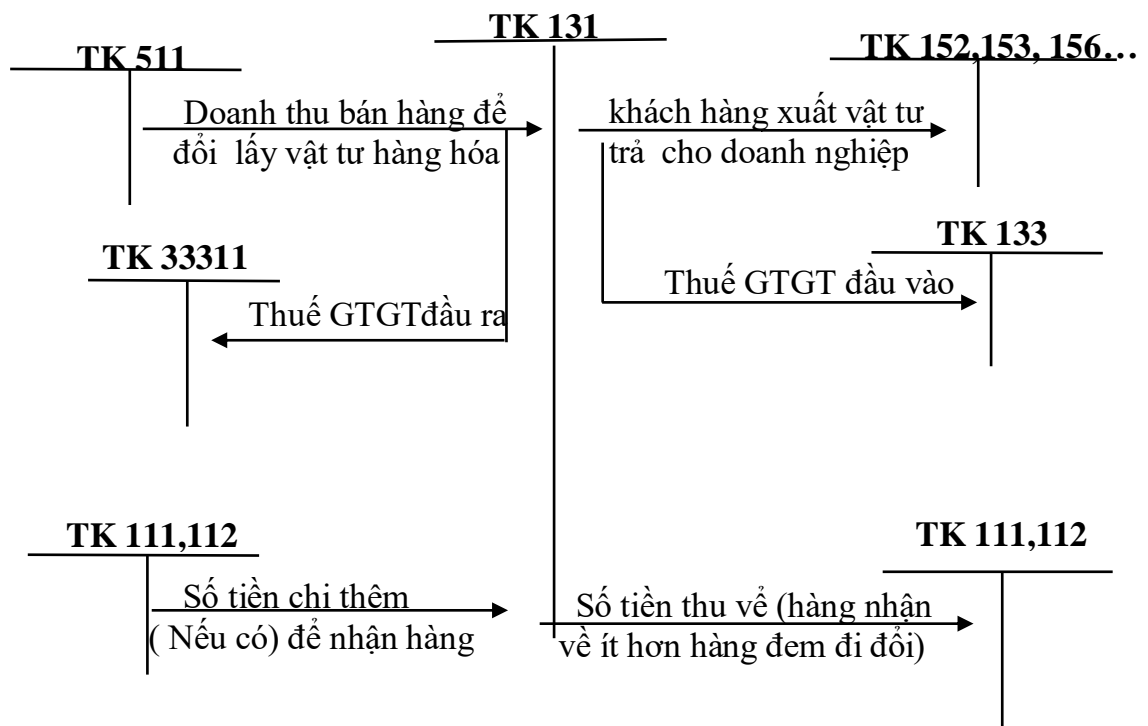 TK 131
TK 511
TK 152,153, 156…
Doanh thu bán hàng để
đổi lấy vật tư hàng hóa
khách hàng xuất vật tư
trả cho doanh nghiệp
TK 33311
TK 133
Thuế GTGTđầu ra
Thuế GTGT đầu vào
TK 111,112
TK 111,112
Số tiền chi thêm
( Nếu có) để nhận hàng
Số tiền thu vể (hàng nhận
về ít hơn hàng đem đi đổi)